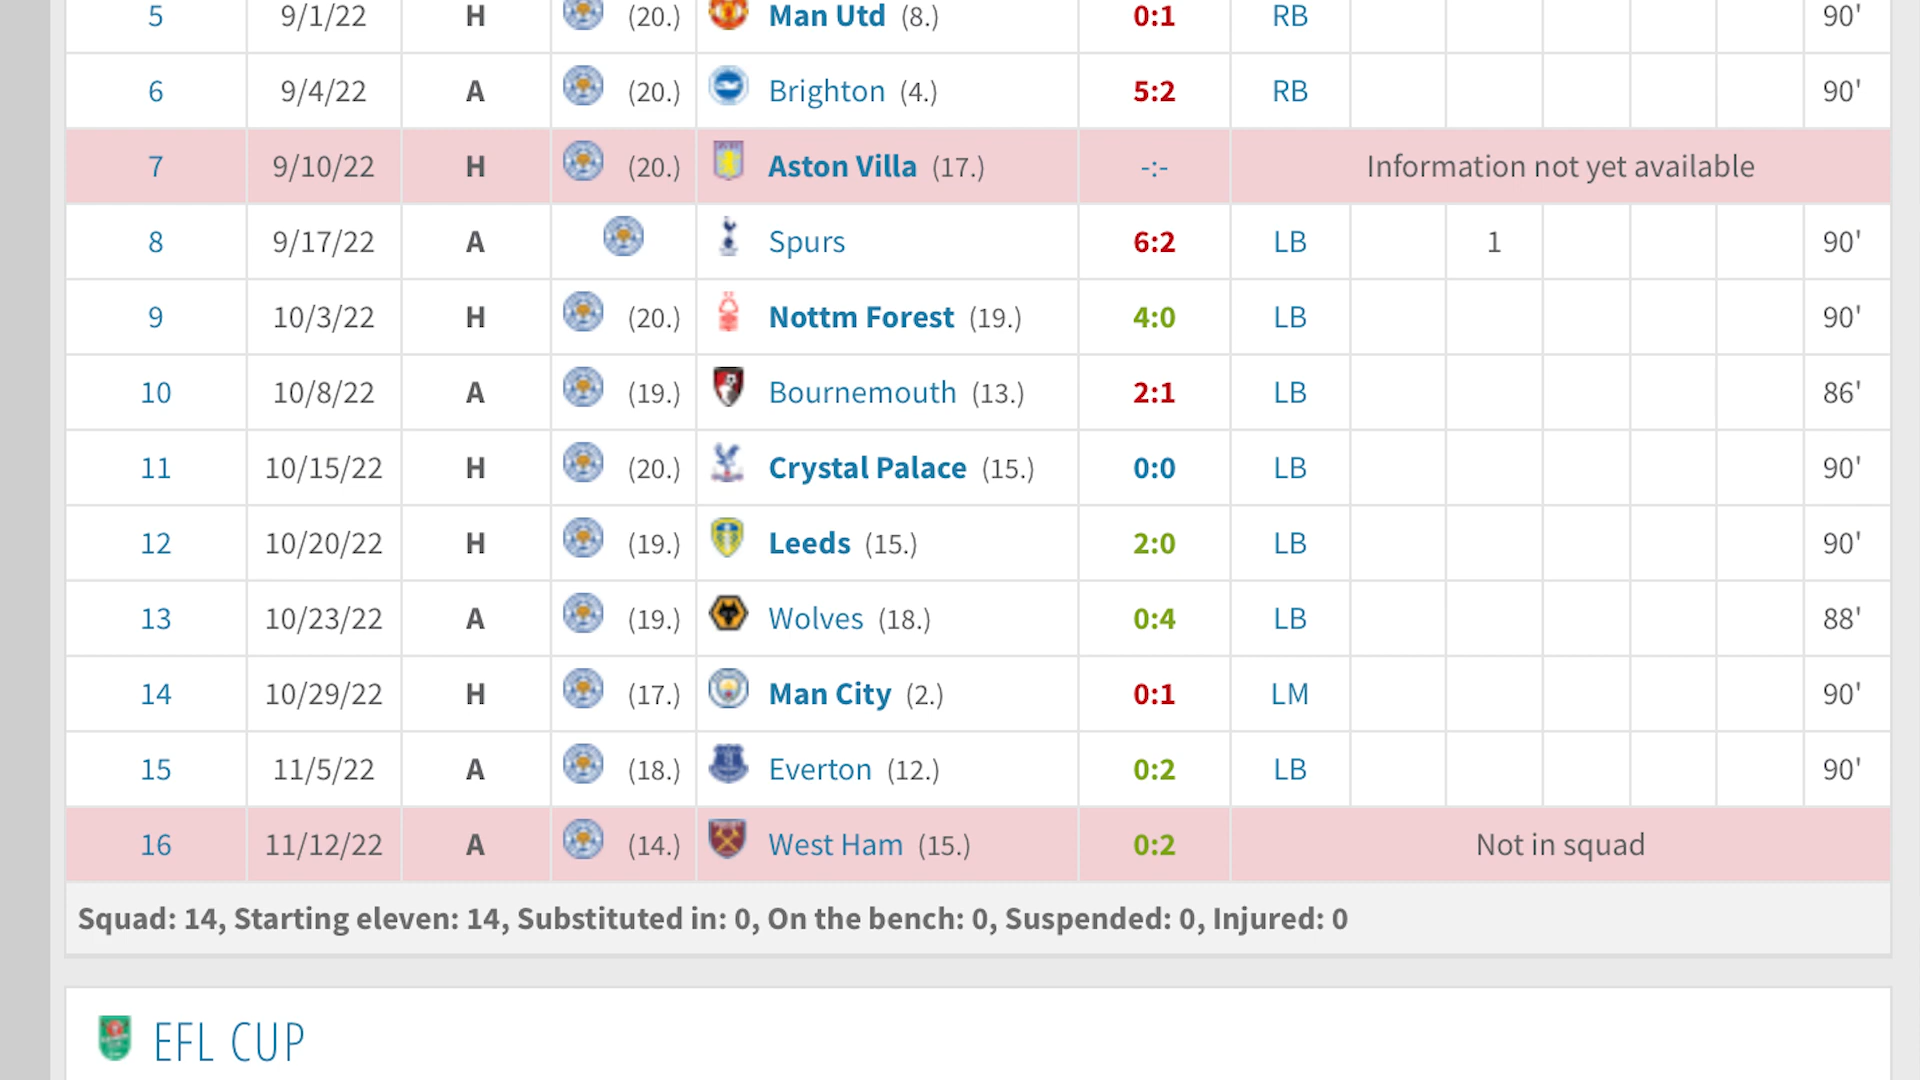 5 9/1/22 H (20.) Man Utd (8.) 0:1 RB 90'
6 9/4/22 A (20.) Brighton (4.) 5:2 RB 90'
7 9/10/22 H (20.) Aston Villa (17.) -:- Information not yet available
8 9/17/22 A Spurs 6:2 LB 1 90'
9 10/3/22 H (20.) Nottm Forest (19.) 4:0 LB 90'
10 10/8/22 A (19.) Bournemouth (13.) 2:1 LB 86'
11 10/15/22 H (20.) Crystal Palace (15.) 0:0 LB 90'
12 10/20/22 H (19.) Leeds (15.) 2:0 LB 90'
13 10/23/22 A (19.) Wolves (18.) 0:4 LB 88'
14 10/29/22 H (17.) Man City (2.) 0:1 LM 90'
15 11/5/22 A (18.) Everton (12.) 0:2 LB 90'
16 11/12/22 A (14.) West Ham (15.) 0:2 Not in squad
Squad: 14, Starting eleven: 14, Substituted in: 0, On the bench: 0, Suspended: 0, Injured: 0
EFL CUP